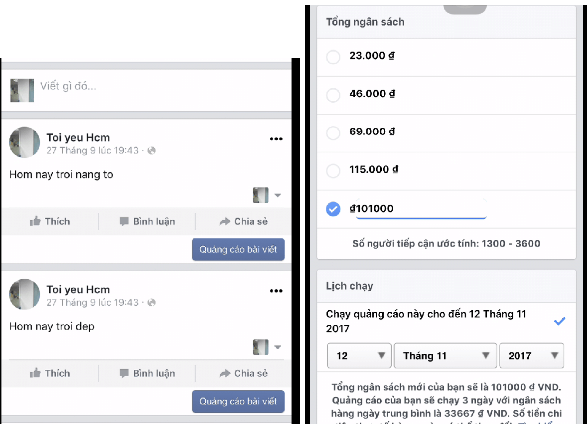 Viết gì đó...
Toi yeu Hcm
27 Tháng 9 lúc 19:43 ·
Hom nay troi nang to
Thích Bình luận Chia sẻ
Quảng cáo bài viết
Toi yeu Hcm
27 Tháng 9 lúc 19:43 ·
Hom nay troi dep
Thích Bình luận Chia sẻ
Quảng cáo bài viết
Tổng ngân sách
23.000 ₫
46.000 ₫
69.000 ₫
115.000 ₫
₫101000
Số người tiếp cận ước tính: 1300 - 3600
Lịch chạy
Chạy quảng cáo này cho đến 12 Tháng 11
2017
12 Tháng 11 2017
Tổng ngân sách mới của bạn sẽ là 101000 ₫ VND.
Quảng cáo của bạn sẽ chạy 3 ngày với ngân sách
hàng ngày trung bình là 33667 ₫ VND. Số tiền chi